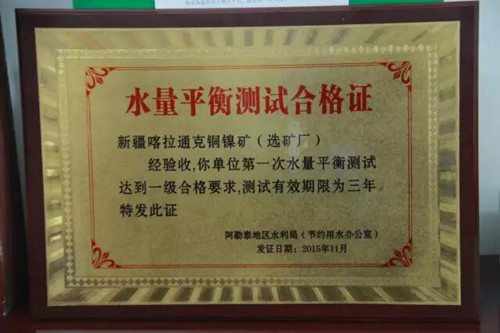 水量平衡测试合格证
新疆喀拉通克铜镍矿（选矿厂）
经验收,你单位第一次水量平衡测试
达到一级合格要求,测试有效期限为三年。
特发此证
阿勒泰地区水利局（节约用水办公室）
发证日期：2015年11月